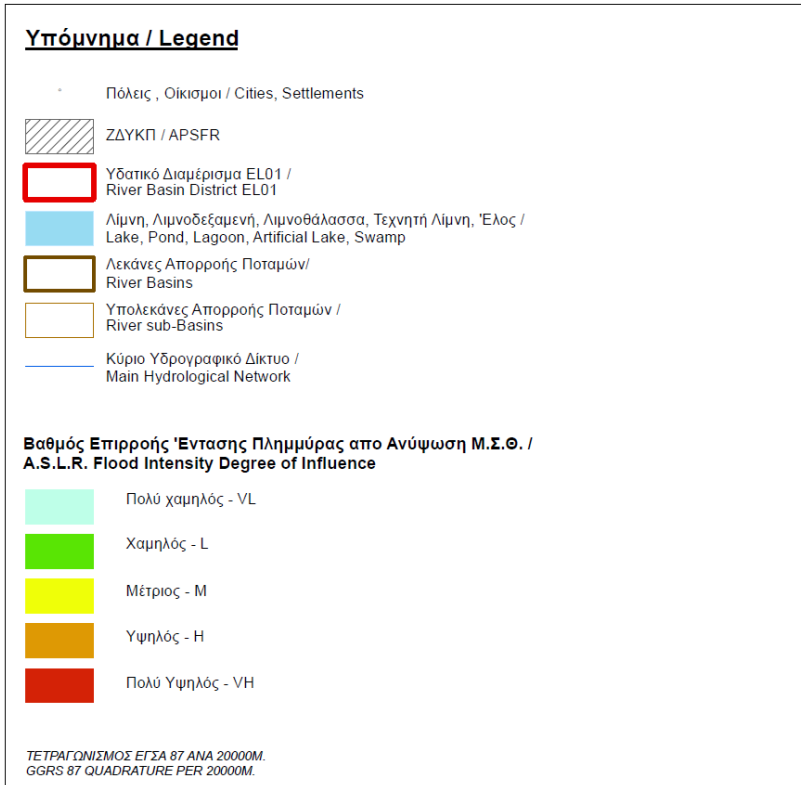 Υπόμνημα / Legend
Πόλεις , Οίκισμοι / Cities, Settlements
ΖΔΥΚΠ / APSFR
Υδατικό Διαμέρισμα EL01 /
River Basin District EL01
Λίμνη, Λιμνοδεξαμενή, Λιμνοθάλασσα, Τεχνητή Λίμνη, 'Ελος /
Lake, Pond, Lagoon, Artificial Lake, Swamp
Λεκάνες Απορροής Ποταμών/
River Basins
Υπολεκάνες Απορροής Ποταμών /
River sub-Basins
Κύριο Υδρογραφικό Δίκτυο /
Main Hydrological Network
Βαθμός Επιρροής 'Εντασης Πλημμύρας απο Ανύψωση Μ.Σ.Θ. /
A.S.L.R. Flood Intensity Degree of Influence
Πολύ χαμηλός - VL
Χαμηλός - L
Μέτριος - M
Υψηλός - H
Πολύ Υψηλός - VH
ΤΕΤΡΑΓΩΝΙΣΜΟΣ ΕΓΣΑ 87 ΑΝΑ 20000Μ.
GGRS 87 QUADRATURE PER 20000M.